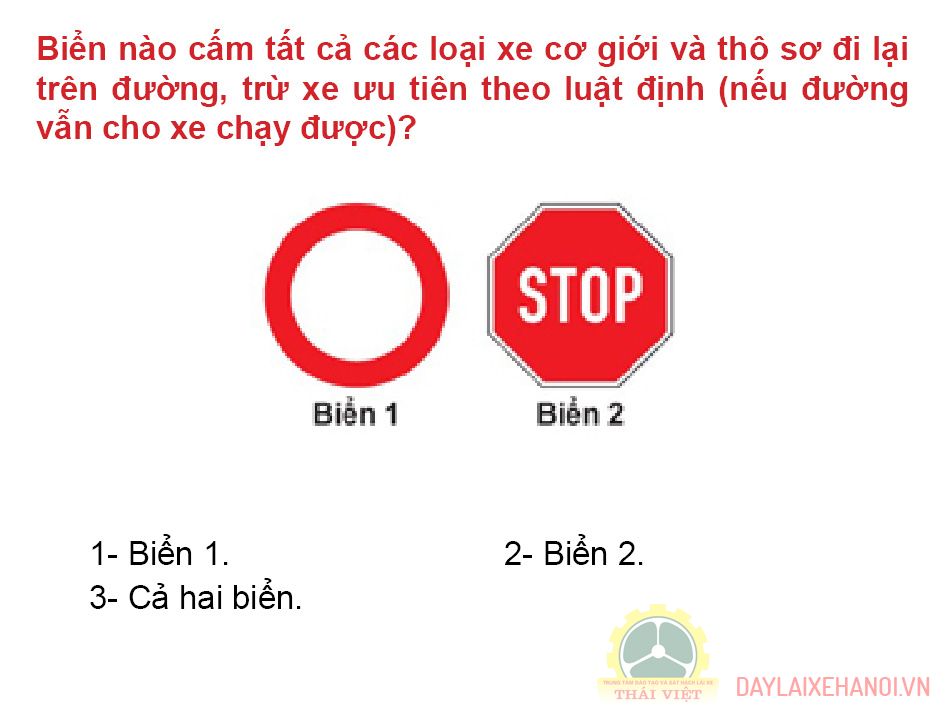 Biển nào cấm tất cả các loại xe cơ giới và thô sơ đi lại
trên đường, trừ xe ưu tiên theo luật định (nếu đường
vẫn cho xe chạy được)?
STOP
Biển 1
Biển 2
1- Biển 1.
2- Biển 2.
3- Cả hai biển.
TRUNG TÂM ĐÀO TẠO VÀ SÁT HẠCH LÁI XE
THÁI VIỆT
DAYLAIXEHANOI.VN